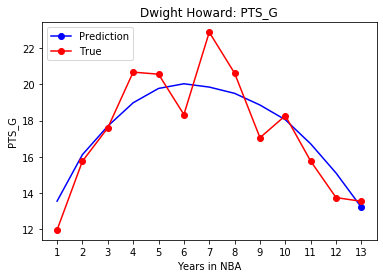 Dwight Howard: PTS_G
Prediction
True
PTS_G
22
20
18
16
14
12
1 2 3 4 5 6 7 8 9 10 11 12 13
Years in NBA